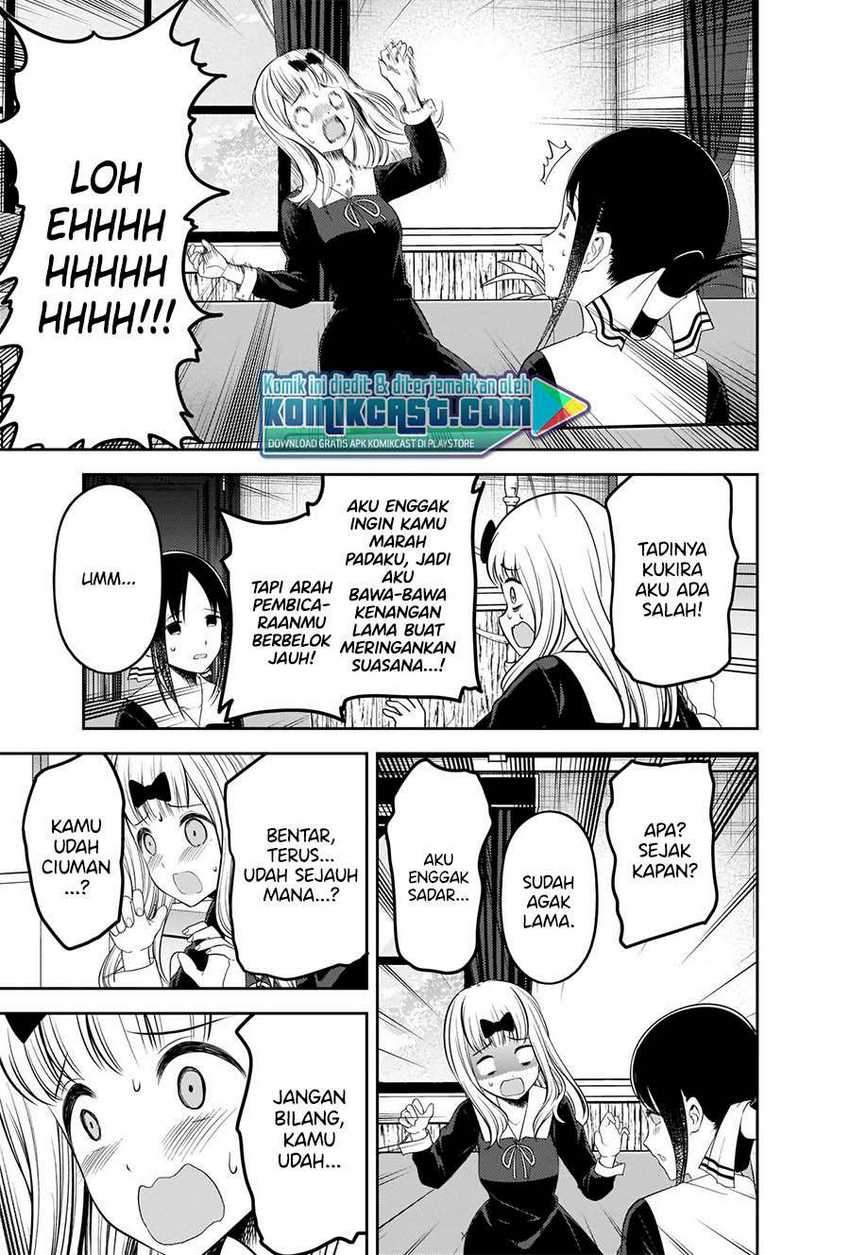 LOH
EHHHH
HHHHH
HHHH!!!
Komik ini diedit & diterjemahkan oleh
KOMIKCAST.COM
DOWNLOAD GRATIS APK KOMIKCAST DI PLAYSTORE
TADINYA
KUKIRA
AKU ADA
SALAH!
AKU ENGGAK
INGIN KAMU
MARAH
PADAKU, JADI
AKU
BAWA-BAWA
KENANGAN
LAMA BUAT
MERINGANKAN
SUASANA...!
TAPI ARAH
PEMBICA-
RAANMU
BERBELOK
JAUH!
UMM...
APA?
SEJAK
KAPAN?
SUDAH
AGAK
LAMA.
AKU
ENGGAK
SADAR...
BENTAR,
TERUS...
UDAH SEJAUH
MANA...?
KAMU
UDAH
CIUMAN
...?
JANGAN
BILANG,
KAMU
UDAH...